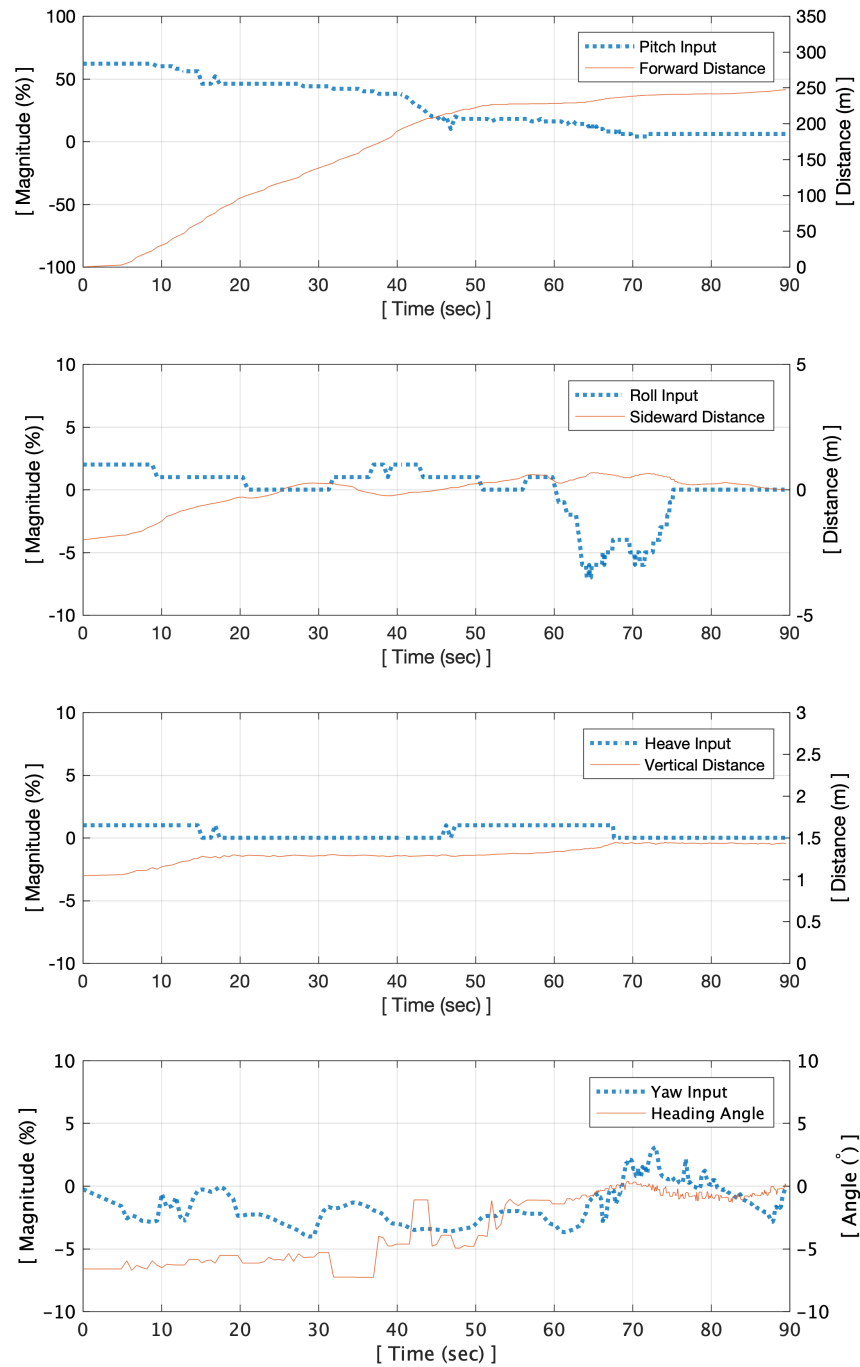 100 350
Pitch Input
Forward Distance
300
50 250
200
0
150
-50 100
50
-100 0
[ Magnitude (%) ]
[ Distance (m) ]
0 10 20 30 40 50 60 70 80 90
[ Time (sec) ]
10 5
Roll Input
Sideward Distance
5
0 0
-5
-10 -5
[ Magnitude (%) ]
[ Distance (m) ]
0 10 20 30 40 50 60 70 80 90
[ Time (sec) ]
10 3
Heave Input
Vertical Distance
2.5
5
2
0 1.5
1
-5
0.5
-10 0
[ Magnitude (%) ]
[ Distance (m) ]
0 10 20 30 40 50 60 70 80 90
[ Time (sec) ]
10 10
Yaw Input
Heading Angle
5 5
0 0
-5 -5
-10 -10
[ Magnitude (%) ]
[ Angle (°) ]
0 10 20 30 40 50 60 70 80 90
[ Time (sec) ]